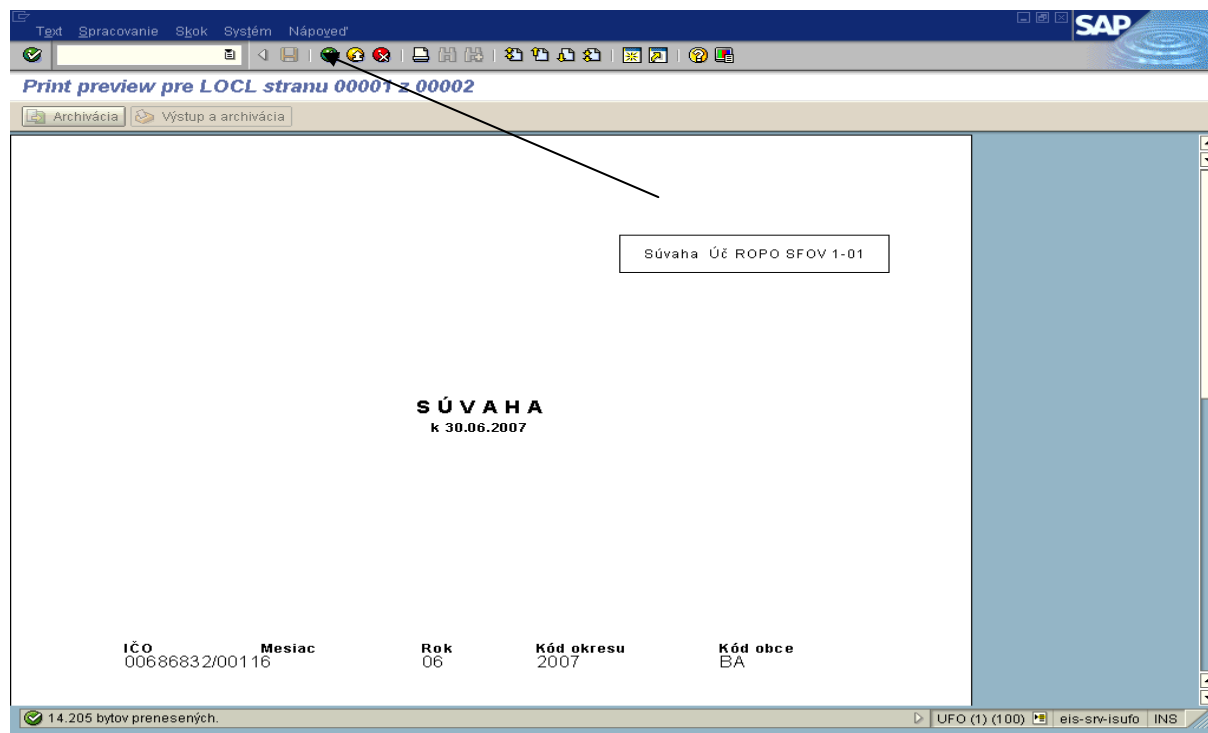 Text Spracovanie Skok Systém Nápoveď
SAP
Print preview pre LOCL stranu 00001 z 00002
Archivácia Výstup a archivácia
Súvaha Úč ROPO SFOV 1-01
SÚVAHA
k 30.06.2007
IČO Mesiac Rok Kód okresu Kód obce
00686832/00116 06 2007 BA
14.205 bytov prenesených. UFO (1) (100) eis-srv-isufo INS